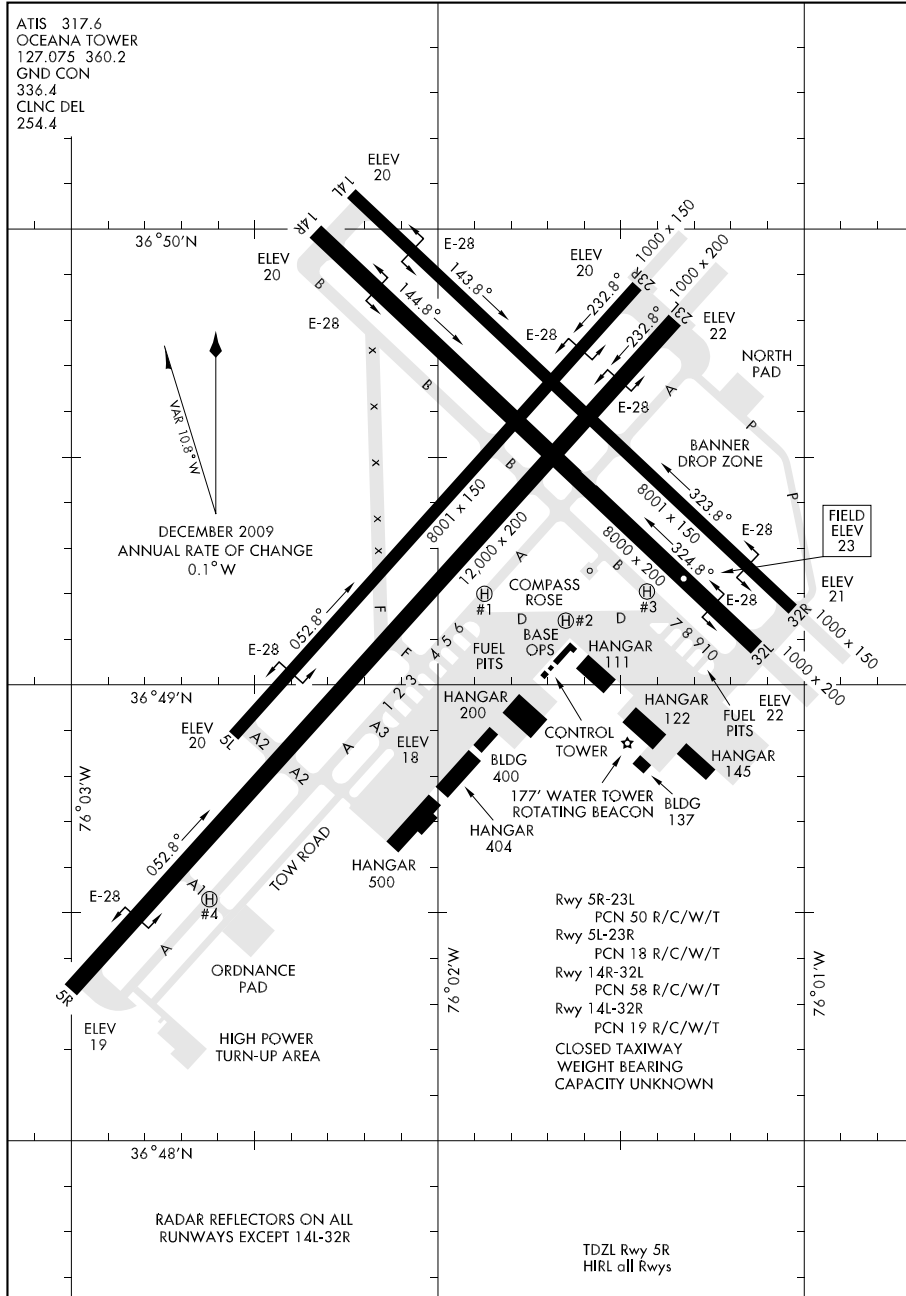 ATIS 317.6
OCEANA TOWER
127.075 360.2
GND CON
336.4
CLNC DEL
254.4
ELEV
20
14L
14R
36°50'N
ELEV
20
E-28
143.8°
144.8°
E-28
B
B
B
B
ELEV
20
23R
1000 x 150
232.8°
23L
1000 x 200
232.8°
ELEV
22
E-28
E-28
NORTH
PAD
A
P
P
BANNER
DROP ZONE
VAR 10.8°W
DECEMBER 2009
ANNUAL RATE OF CHANGE
0.1°W
X
X
X
X
F
F
8001 x 150
12,000 x 200
323.8°
8001 x 150
324.8°
8000 x 200
E-28
E-28
FIELD
ELEV
23
ELEV
21
32R
1000 x 150
32L
1000 x 200
ELEV
22
A
COMPASS
ROSE
H
#1
H #2
H
#3
D
D
BASE
OPS
FUEL
PITS
1 2 3 4 5 6
7 8 9 10
FUEL
PITS
HANGAR
111
HANGAR
200
HANGAR
122
HANGAR
145
CONTROL
TOWER
052.8°
E-28
36°49'N
ELEV
20
5L
A2
A2
A
A3
ELEV
18
BLDG
400
177' WATER TOWER
ROTATING BEACON
BLDG
137
HANGAR
404
HANGAR
500
76°03'W
052.8°
TOW ROAD
E-28
A1
H
#4
A
5R
ELEV
19
ORDNANCE
PAD
HIGH POWER
TURN-UP AREA
76°02'W
76°01'W
Rwy 5R-23L
PCN 50 R/C/W/T
Rwy 5L-23R
PCN 18 R/C/W/T
Rwy 14R-32L
PCN 58 R/C/W/T
Rwy 14L-32R
PCN 19 R/C/W/T
CLOSED TAXIWAY
WEIGHT BEARING
CAPACITY UNKNOWN
36°48'N
RADAR REFLECTORS ON ALL
RUNWAYS EXCEPT 14L-32R
TDZL Rwy 5R
HIRL all Rwys